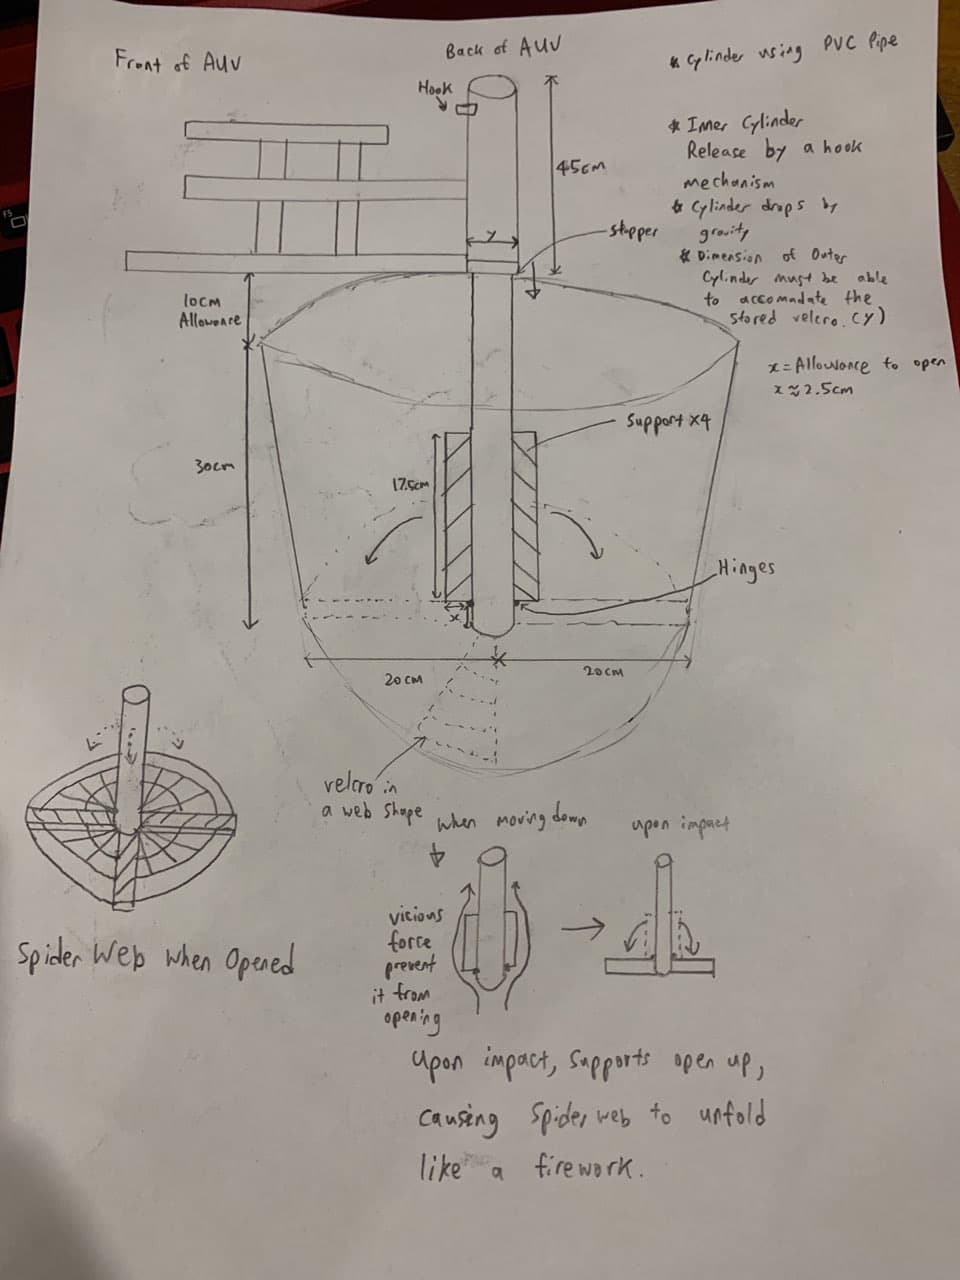 Front of AUV
Back of AUV
* Cylinder using PVC Pipe
Hook
* Inner Cylinder
Release by a hook
mechanism
* Cylinder drops by
gravity
* Dimension of Outer
Cylinder must be able
to accomadate the
stored velcro. (y)
45cm
y
stopper
10cm
Allowance
x = Allowance to open
x ≈ 2.5cm
Support x4
30cm
17.5cm
Hinges
x
20cm
20cm
velcro in
a web shape
when moving down
upon impact
vicious
force
prevent
it from
opening
Spider Web when Opened
upon impact, Supports open up,
causing Spider web to unfold
like a firework.
F5